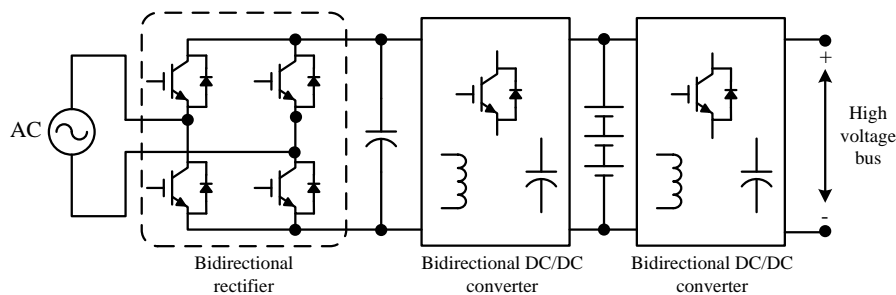 AC
+
High
voltage
bus
-
Bidirectional
rectifier
Bidirectional DC/DC
converter
Bidirectional DC/DC
converter